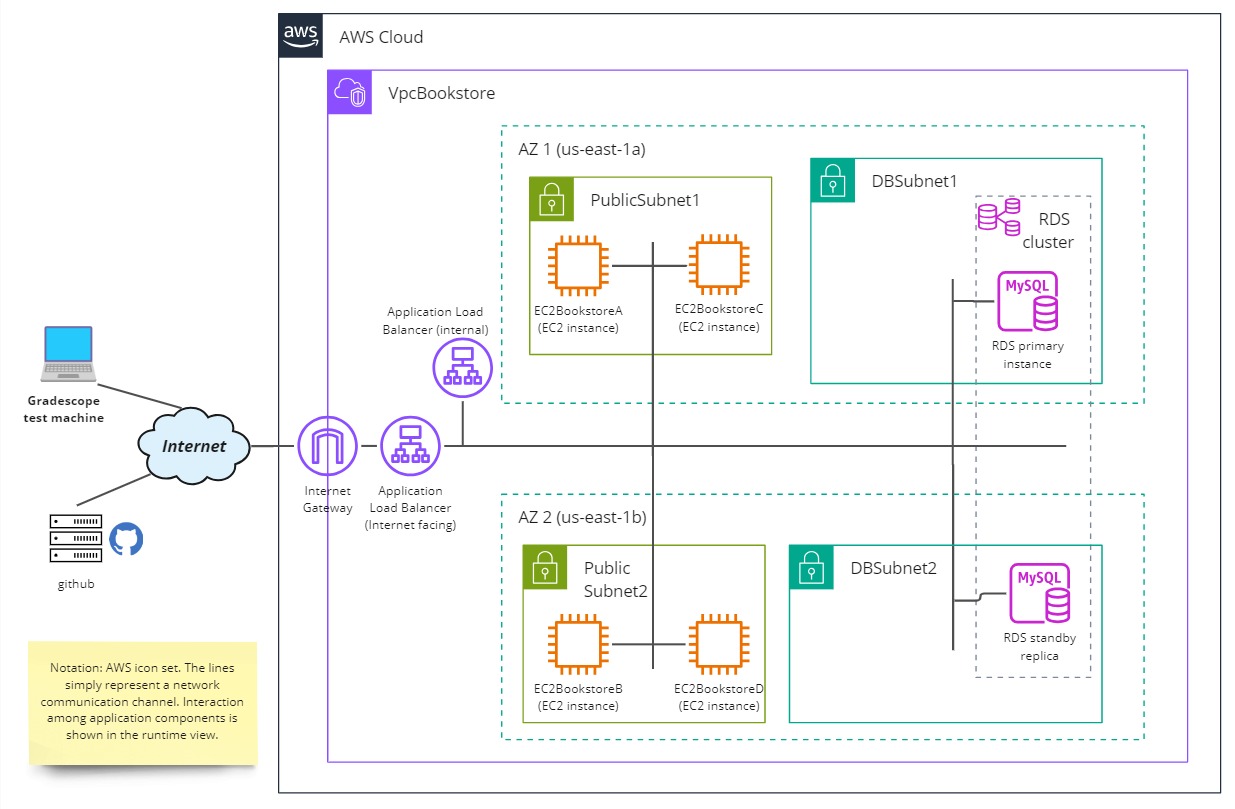 aws
AWS Cloud
VpcBookstore
AZ 1 (us-east-1a)
PublicSubnet1
EC2BookstoreA
(EC2 instance)
EC2BookstoreC
(EC2 instance)
DBSubnet1
RDS
cluster
MySQL
RDS primary
instance
Application Load
Balancer (internal)
Gradescope
test machine
Internet
Internet
Gateway
Application
Load Balancer
(Internet facing)
github
AZ 2 (us-east-1b)
Public
Subnet2
EC2BookstoreB
(EC2 instance)
EC2BookstoreD
(EC2 instance)
DBSubnet2
MySQL
RDS standby
replica
Notation: AWS icon set. The lines
simply represent a network
communication channel. Interaction
among application components is
shown in the runtime view.